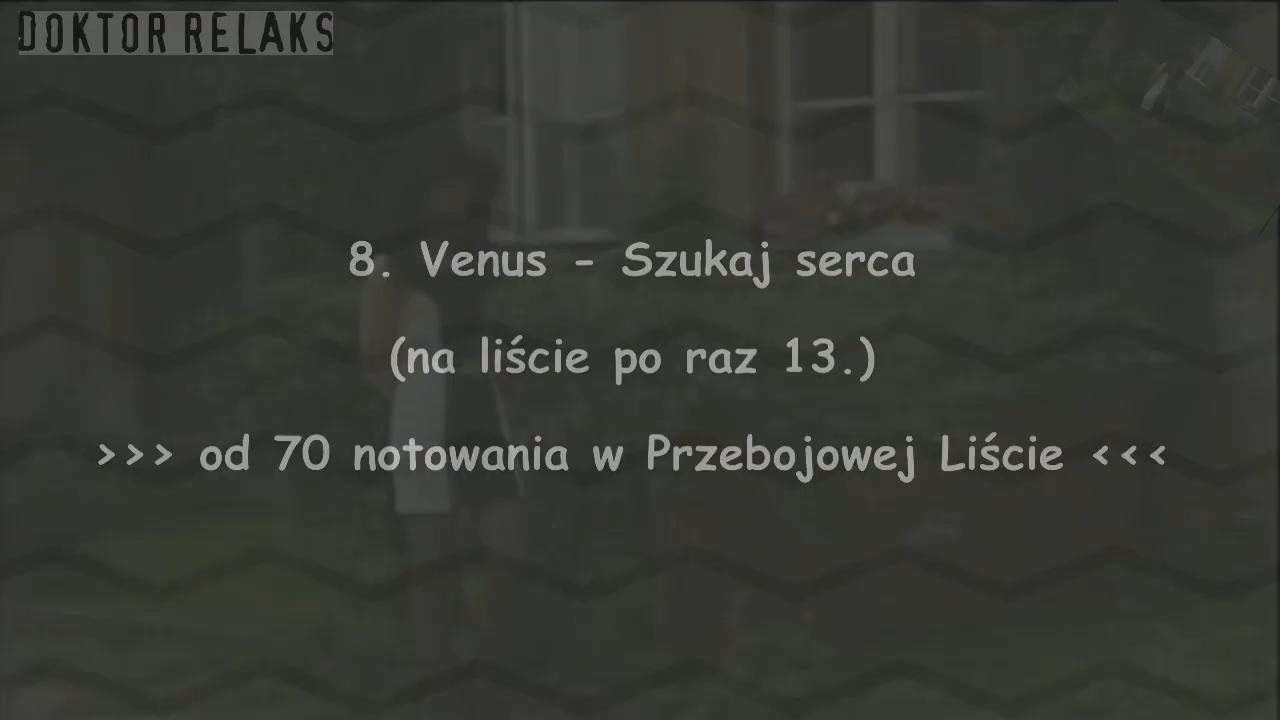 DOKTOR RELAKS
8. Venus - Szukaj serca
(na liście po raz 13.)
>>> od 70 notowania w Przebojowej Liście <<<